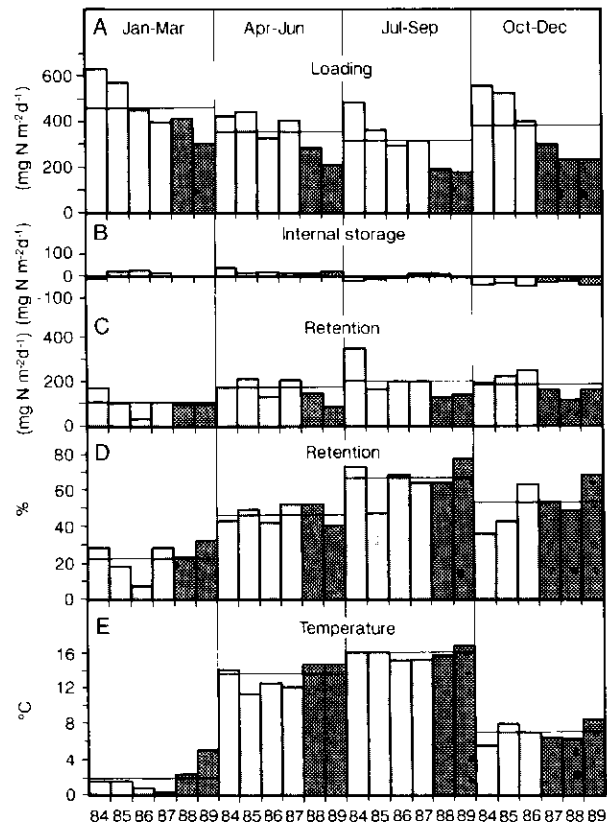 A Jan-Mar Apr-Jun Jul-Sep Oct-Dec
Loading
(mg N m-2d-1)
600
400
200
0
B Internal storage
(mg N m-2d-1)
100
0
-100
C Retention
(mg N m-2d-1)
400
200
0
D Retention
%
80
60
40
20
0
E Temperature
°C
16
12
8
4
0
84 85 86 87 88 89 84 85 86 87 88 89 84 85 86 87 88 89 84 85 86 87 88 89